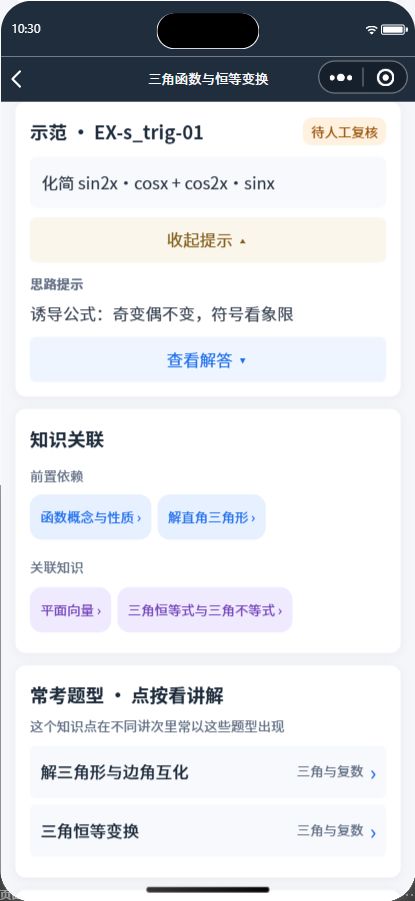 10:30
三角函数与恒等变换
示范 • EX-s_trig-01
待人工复核
化简 sin2x·cosx + cos2x·sinx
收起提示 ▲
思路提示
诱导公式：奇变偶不变，符号看象限
查看解答 ▼
知识关联
前置依赖
函数概念与性质 › 解直角三角形 ›
关联知识
平面向量 › 三角恒等式与三角不等式 ›
常考题型 • 点按看讲解
这个知识点在不同讲次里常以这些题型出现
解三角形与边角互化 三角与复数 ›
三角恒等变换 三角与复数 ›